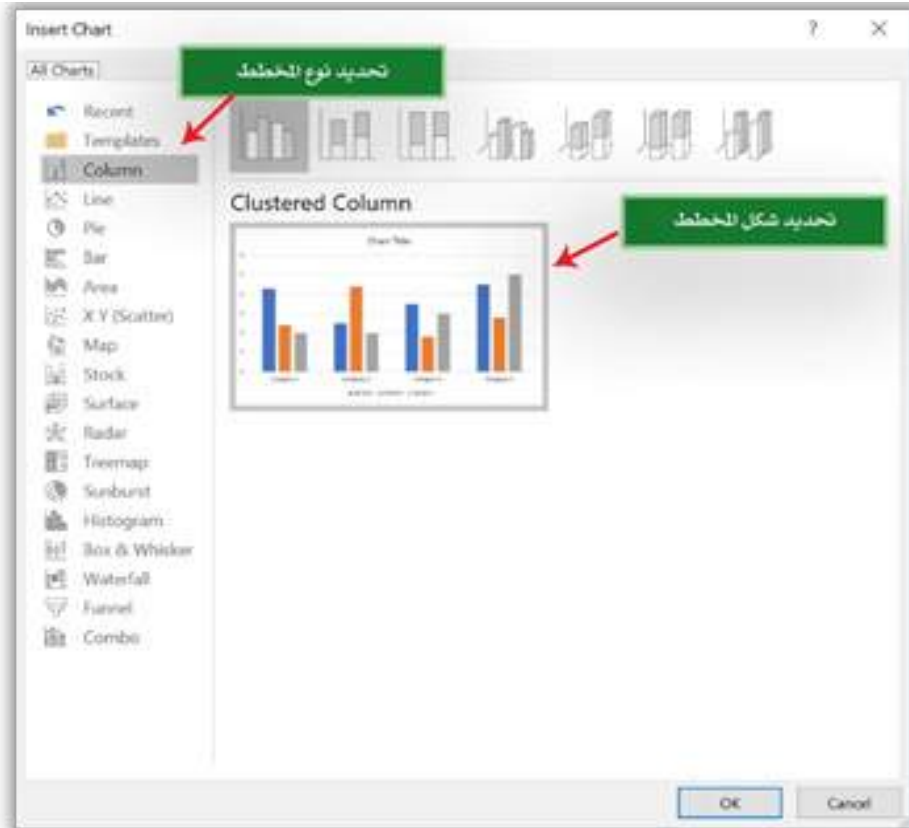 Insert Chart
All Charts
تحديد نوع المخطط
Recent
Templates
Column
Line
Pie
Bar
Area
X Y (Scatter)
Map
Stock
Surface
Radar
Treemap
Sunburst
Histogram
Box & Whisker
Waterfall
Funnel
Combo
Clustered Column
تحديد شكل المخطط
Chart Title
OK
Cancel